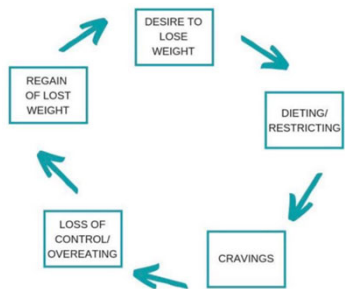 DESIRE TO
LOSE
WEIGHT
DIETING/
RESTRICTING
CRAVINGS
LOSS OF
CONTROL/
OVEREATING
REGAIN
OF LOST
WEIGHT